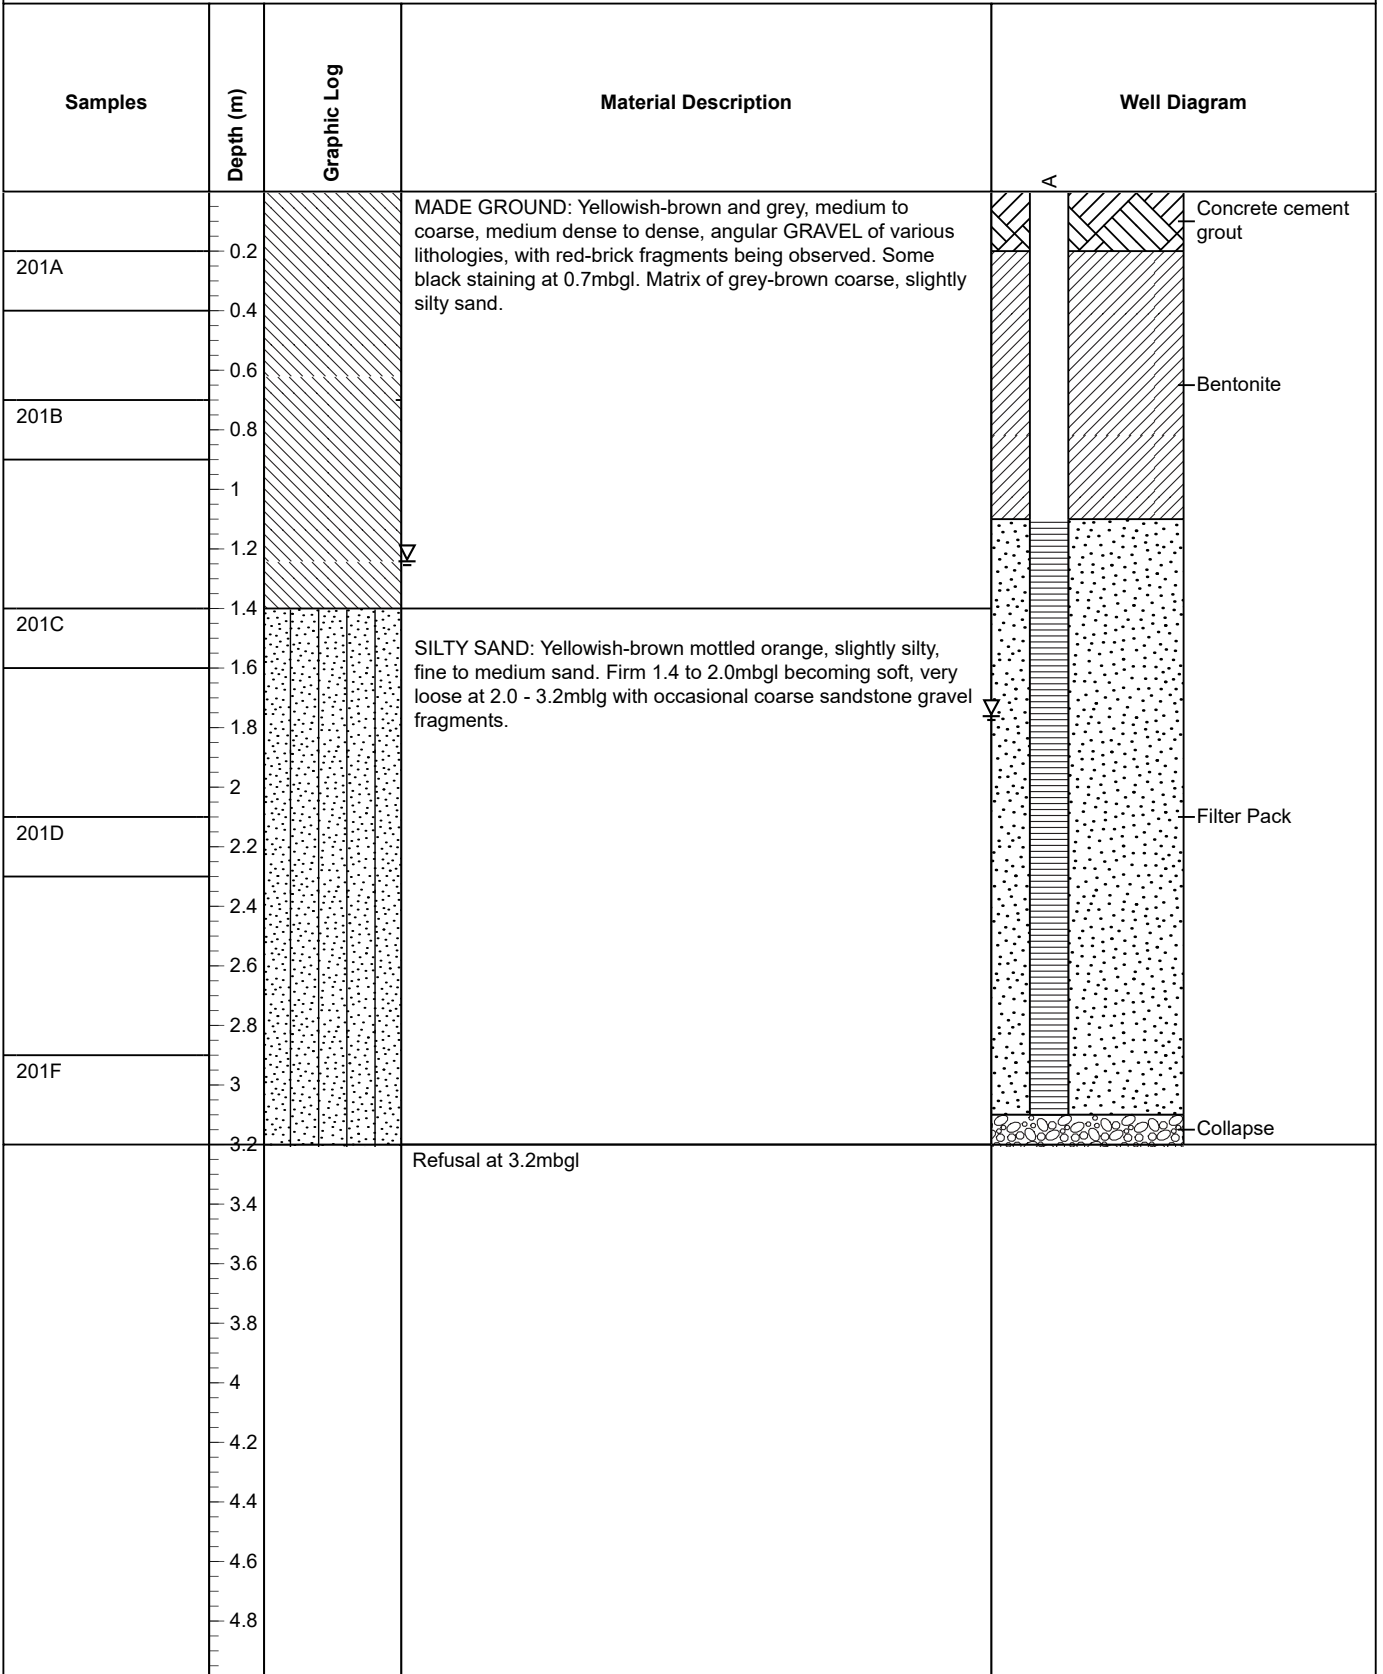 Samples
Depth (m)
Graphic Log
Material Description
Well Diagram
A
MADE GROUND: Yellowish-brown and grey, medium to
coarse, medium dense to dense, angular GRAVEL of various
lithologies, with red-brick fragments being observed. Some
black staining at 0.7mbgl. Matrix of grey-brown coarse, slightly
silty sand.
Concrete cement
grout
0.2
201A
0.4
0.6
Bentonite
201B
0.8
1
1.2
1.4
201C
SILTY SAND: Yellowish-brown mottled orange, slightly silty,
fine to medium sand. Firm 1.4 to 2.0mbgl becoming soft, very
loose at 2.0 - 3.2mblg with occasional coarse sandstone gravel
fragments.
1.6
1.8
2
Filter Pack
201D
2.2
2.4
2.6
2.8
201F
3
Collapse
3.2
Refusal at 3.2mbgl
3.4
3.6
3.8
4
4.2
4.4
4.6
4.8